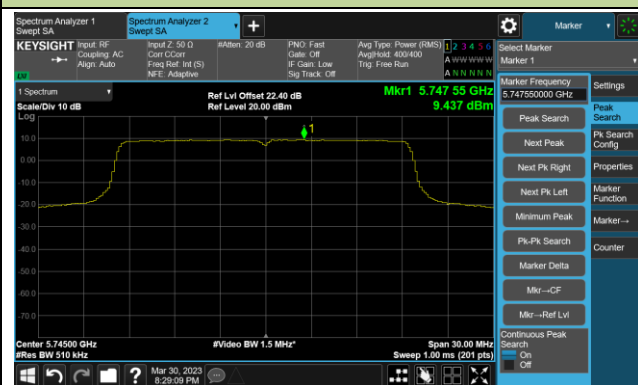 Spectrum Analyzer 1
Swept SA
Spectrum Analyzer 2
Swept SA
+
Marker
KEYSIGHT
Input: RF
Coupling: AC
Align: Auto
Input Z: 50 Ω
Corr CCorr
Freq Ref: Int (S)
NFE: Adaptive
#Atten: 20 dB
PNO: Fast
Gate: Off
IF Gain: Low
Sig Track: Off
Avg Type: Power (RMS)
Avg|Hold: 400/400
Trig: Free Run
1 2 3 4 5 6
A W W W W W
A N N N N N
Select Marker
Marker 1
1 Spectrum
Scale/Div 10 dB
Log
Ref Lvl Offset 22.40 dB
Ref Level 20.00 dBm
Mkr1 5.747 55 GHz
9.437 dBm
1
10.0
0.00
-10.0
-20.0
-30.0
-40.0
-50.0
-60.0
-70.0
Center 5.74500 GHz
#Res BW 510 kHz
#Video BW 1.5 MHz*
Span 30.00 MHz
Sweep 1.00 ms (201 pts)
Marker Frequency
5.747550000 GHz
Peak Search
Next Peak
Next Pk Right
Next Pk Left
Minimum Peak
Pk-Pk Search
Marker Delta
Mkr→CF
Mkr→Ref Lvl
Continuous Peak
Search
On
Off
Settings
Peak
Search
Pk Search
Config
Properties
Marker
Function
Marker→
Counter
?
Mar 30, 2023
8:29:09 PM